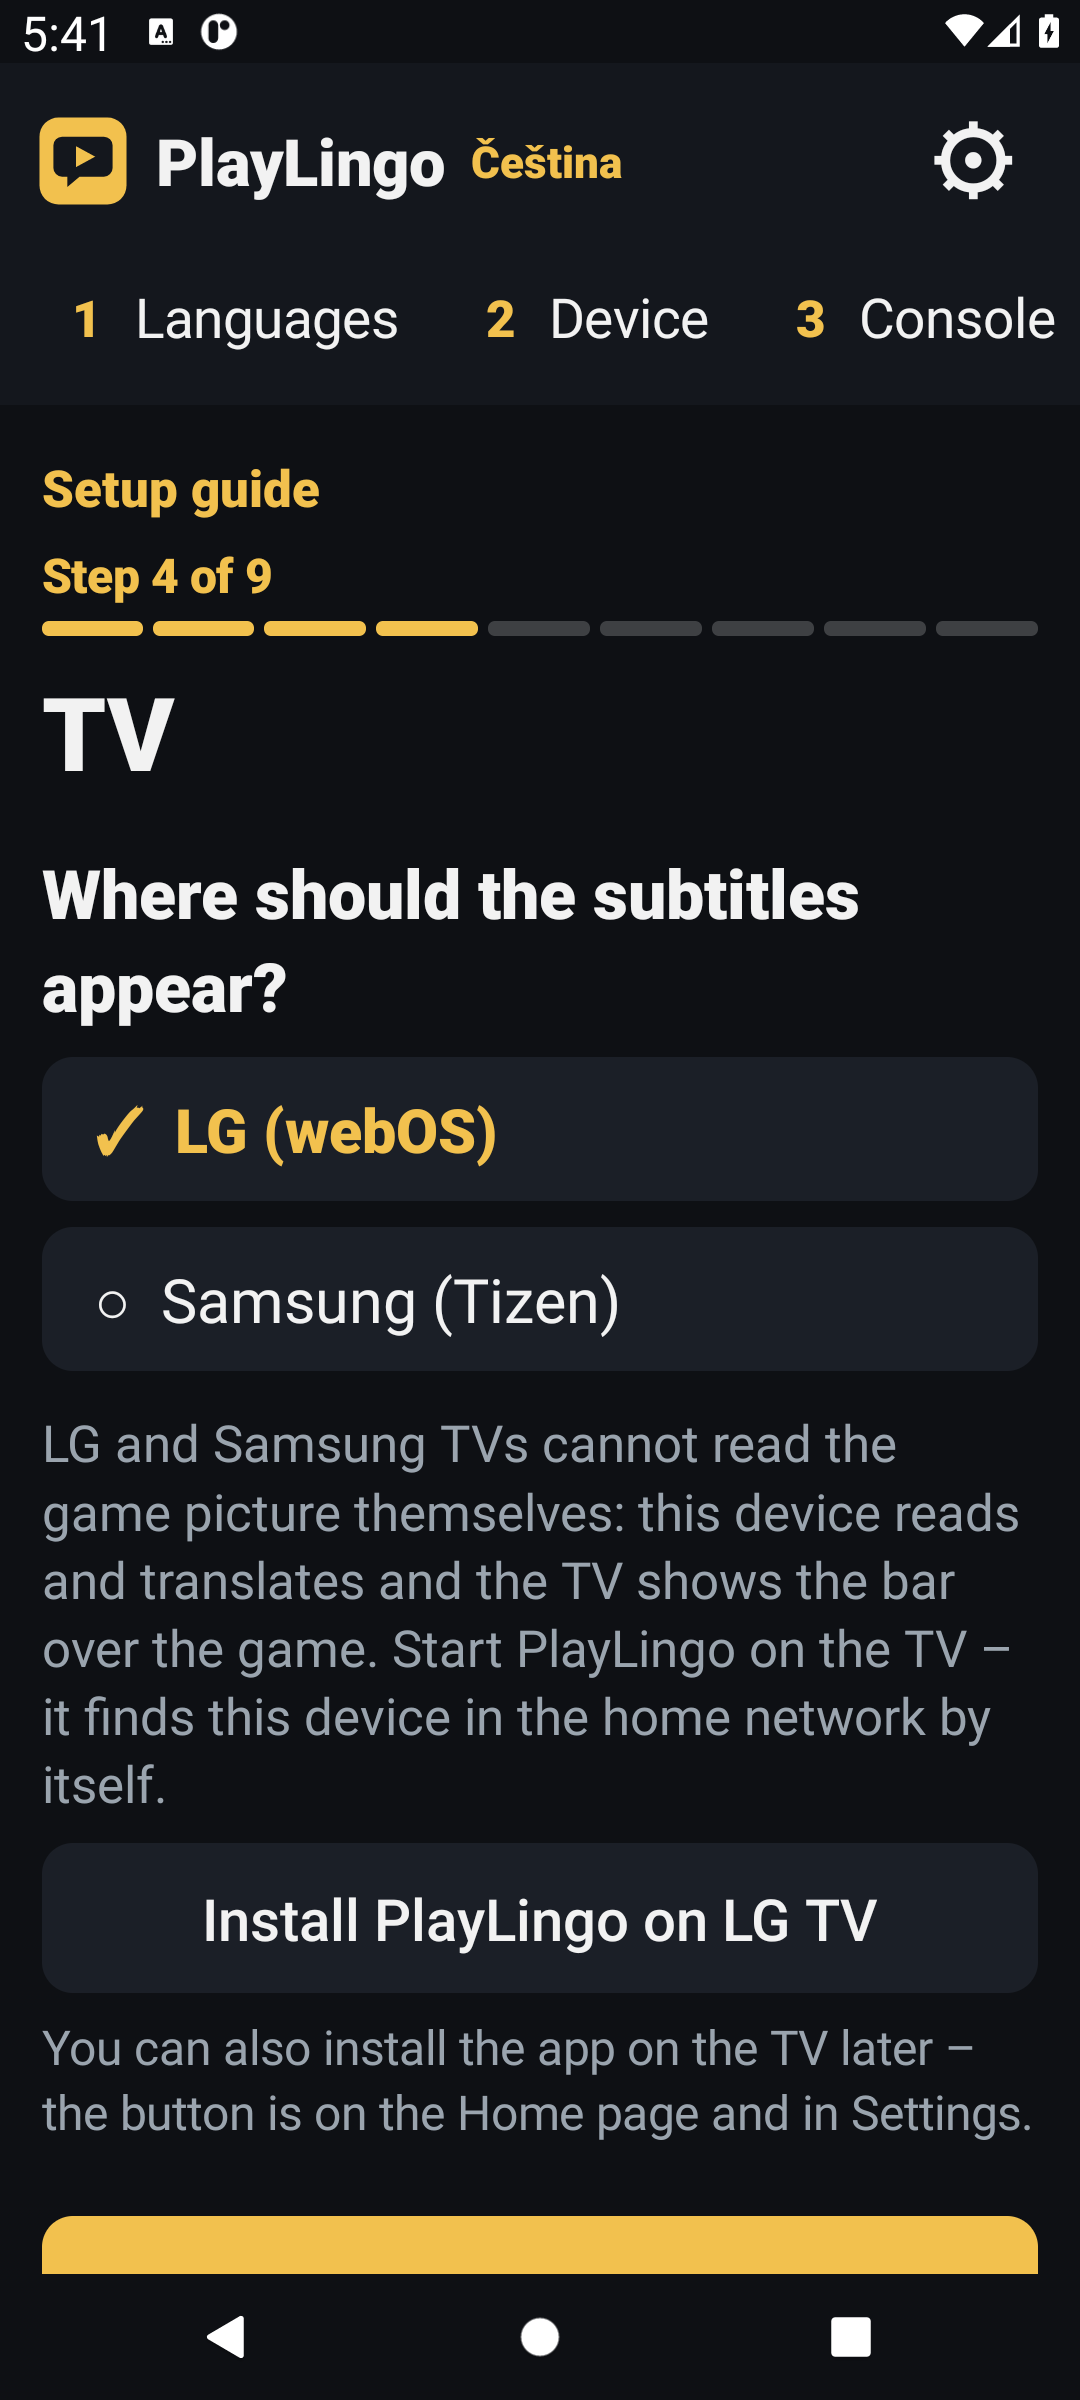 5:41
PlayLingo Čeština
1 Languages 2 Device 3 Console
Setup guide
Step 4 of 9
TV
Where should the subtitles
appear?
✓ LG (webOS)
○ Samsung (Tizen)
LG and Samsung TVs cannot read the
game picture themselves: this device reads
and translates and the TV shows the bar
over the game. Start PlayLingo on the TV –
it finds this device in the home network by
itself.
Install PlayLingo on LG TV
You can also install the app on the TV later –
the button is on the Home page and in Settings.